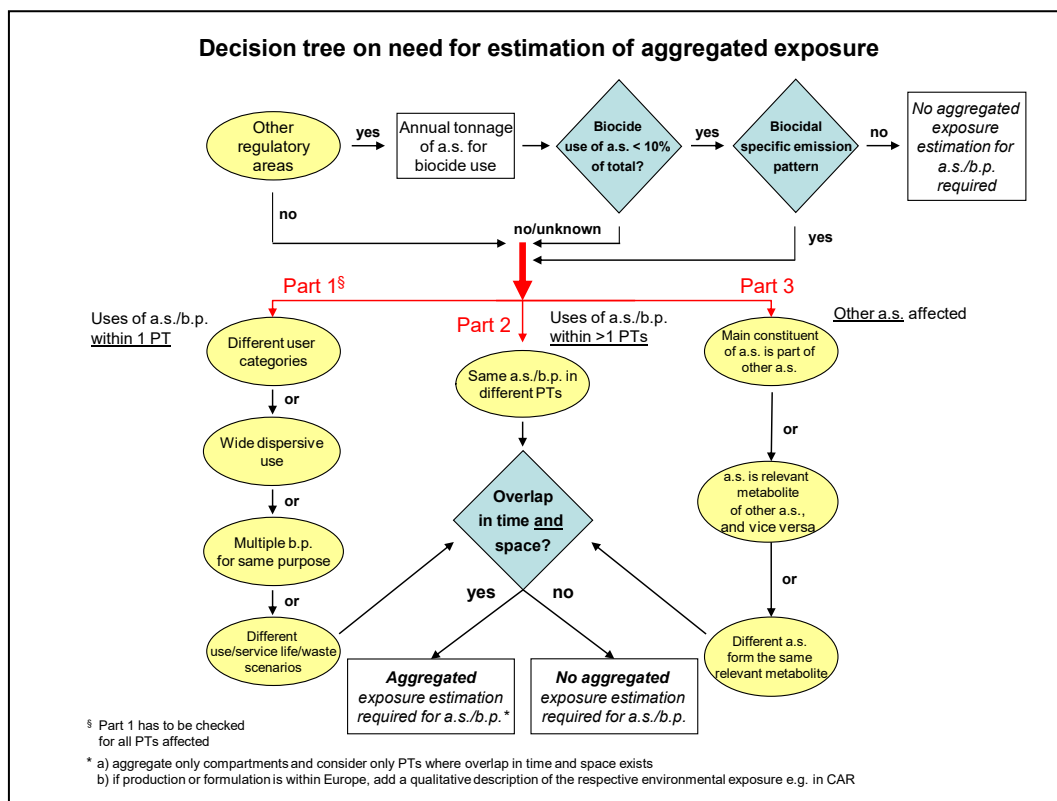 Decision tree on need for estimation of aggregated exposure
Other
regulatory
areas
yes
Annual tonnage
of a.s. for
biocide use
Biocide
use of a.s. < 10%
of total?
yes
Biocidal
specific emission
pattern
no
No aggregated
exposure
estimation for
a.s./b.p.
required
no
no/unknown
yes
Part 1§
Part 2
Part 3
Uses of a.s./b.p.
within 1 PT
Uses of a.s./b.p.
within >1 PTs
Other a.s. affected
Different user
categories
or
Wide dispersive
use
or
Multiple b.p.
for same purpose
or
Different
use/service life/waste
scenarios
Same a.s./b.p. in
different PTs
Overlap
in time and
space?
yes
no
Main constituent
of a.s. is part of
other a.s.
or
a.s. is relevant
metabolite
of other a.s.,
and vice versa
or
Different a.s.
form the same
relevant metabolite
Aggregated
exposure estimation
required for a.s./b.p.*
No aggregated
exposure estimation
required for a.s./b.p.
§ Part 1 has to be checked
for all PTs affected
* a) aggregate only compartments and consider only PTs where overlap in time and space exists
b) if production or formulation is within Europe, add a qualitative description of the respective environmental exposure e.g. in CAR